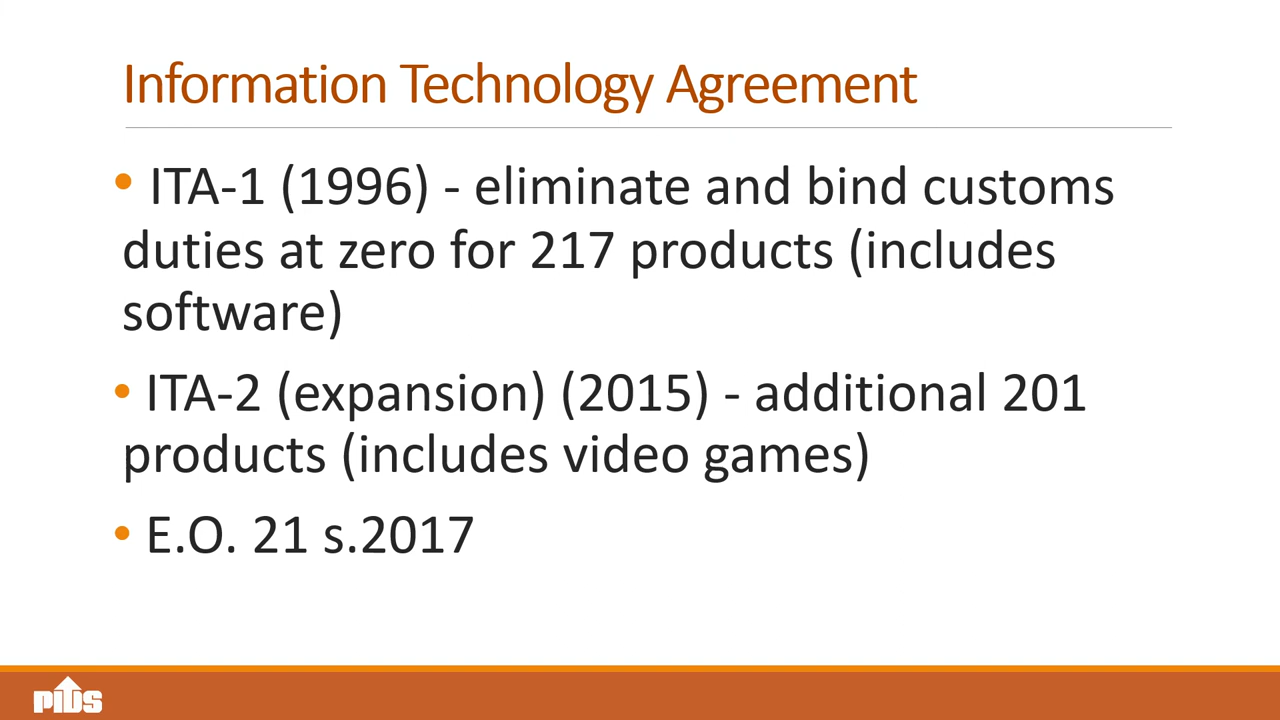 Information Technology Agreement
• ITA-1 (1996) - eliminate and bind customs
duties at zero for 217 products (includes
software)
• ITA-2 (expansion) (2015) - additional 201
products (includes video games)
• E.O. 21 s.2017
PIDS